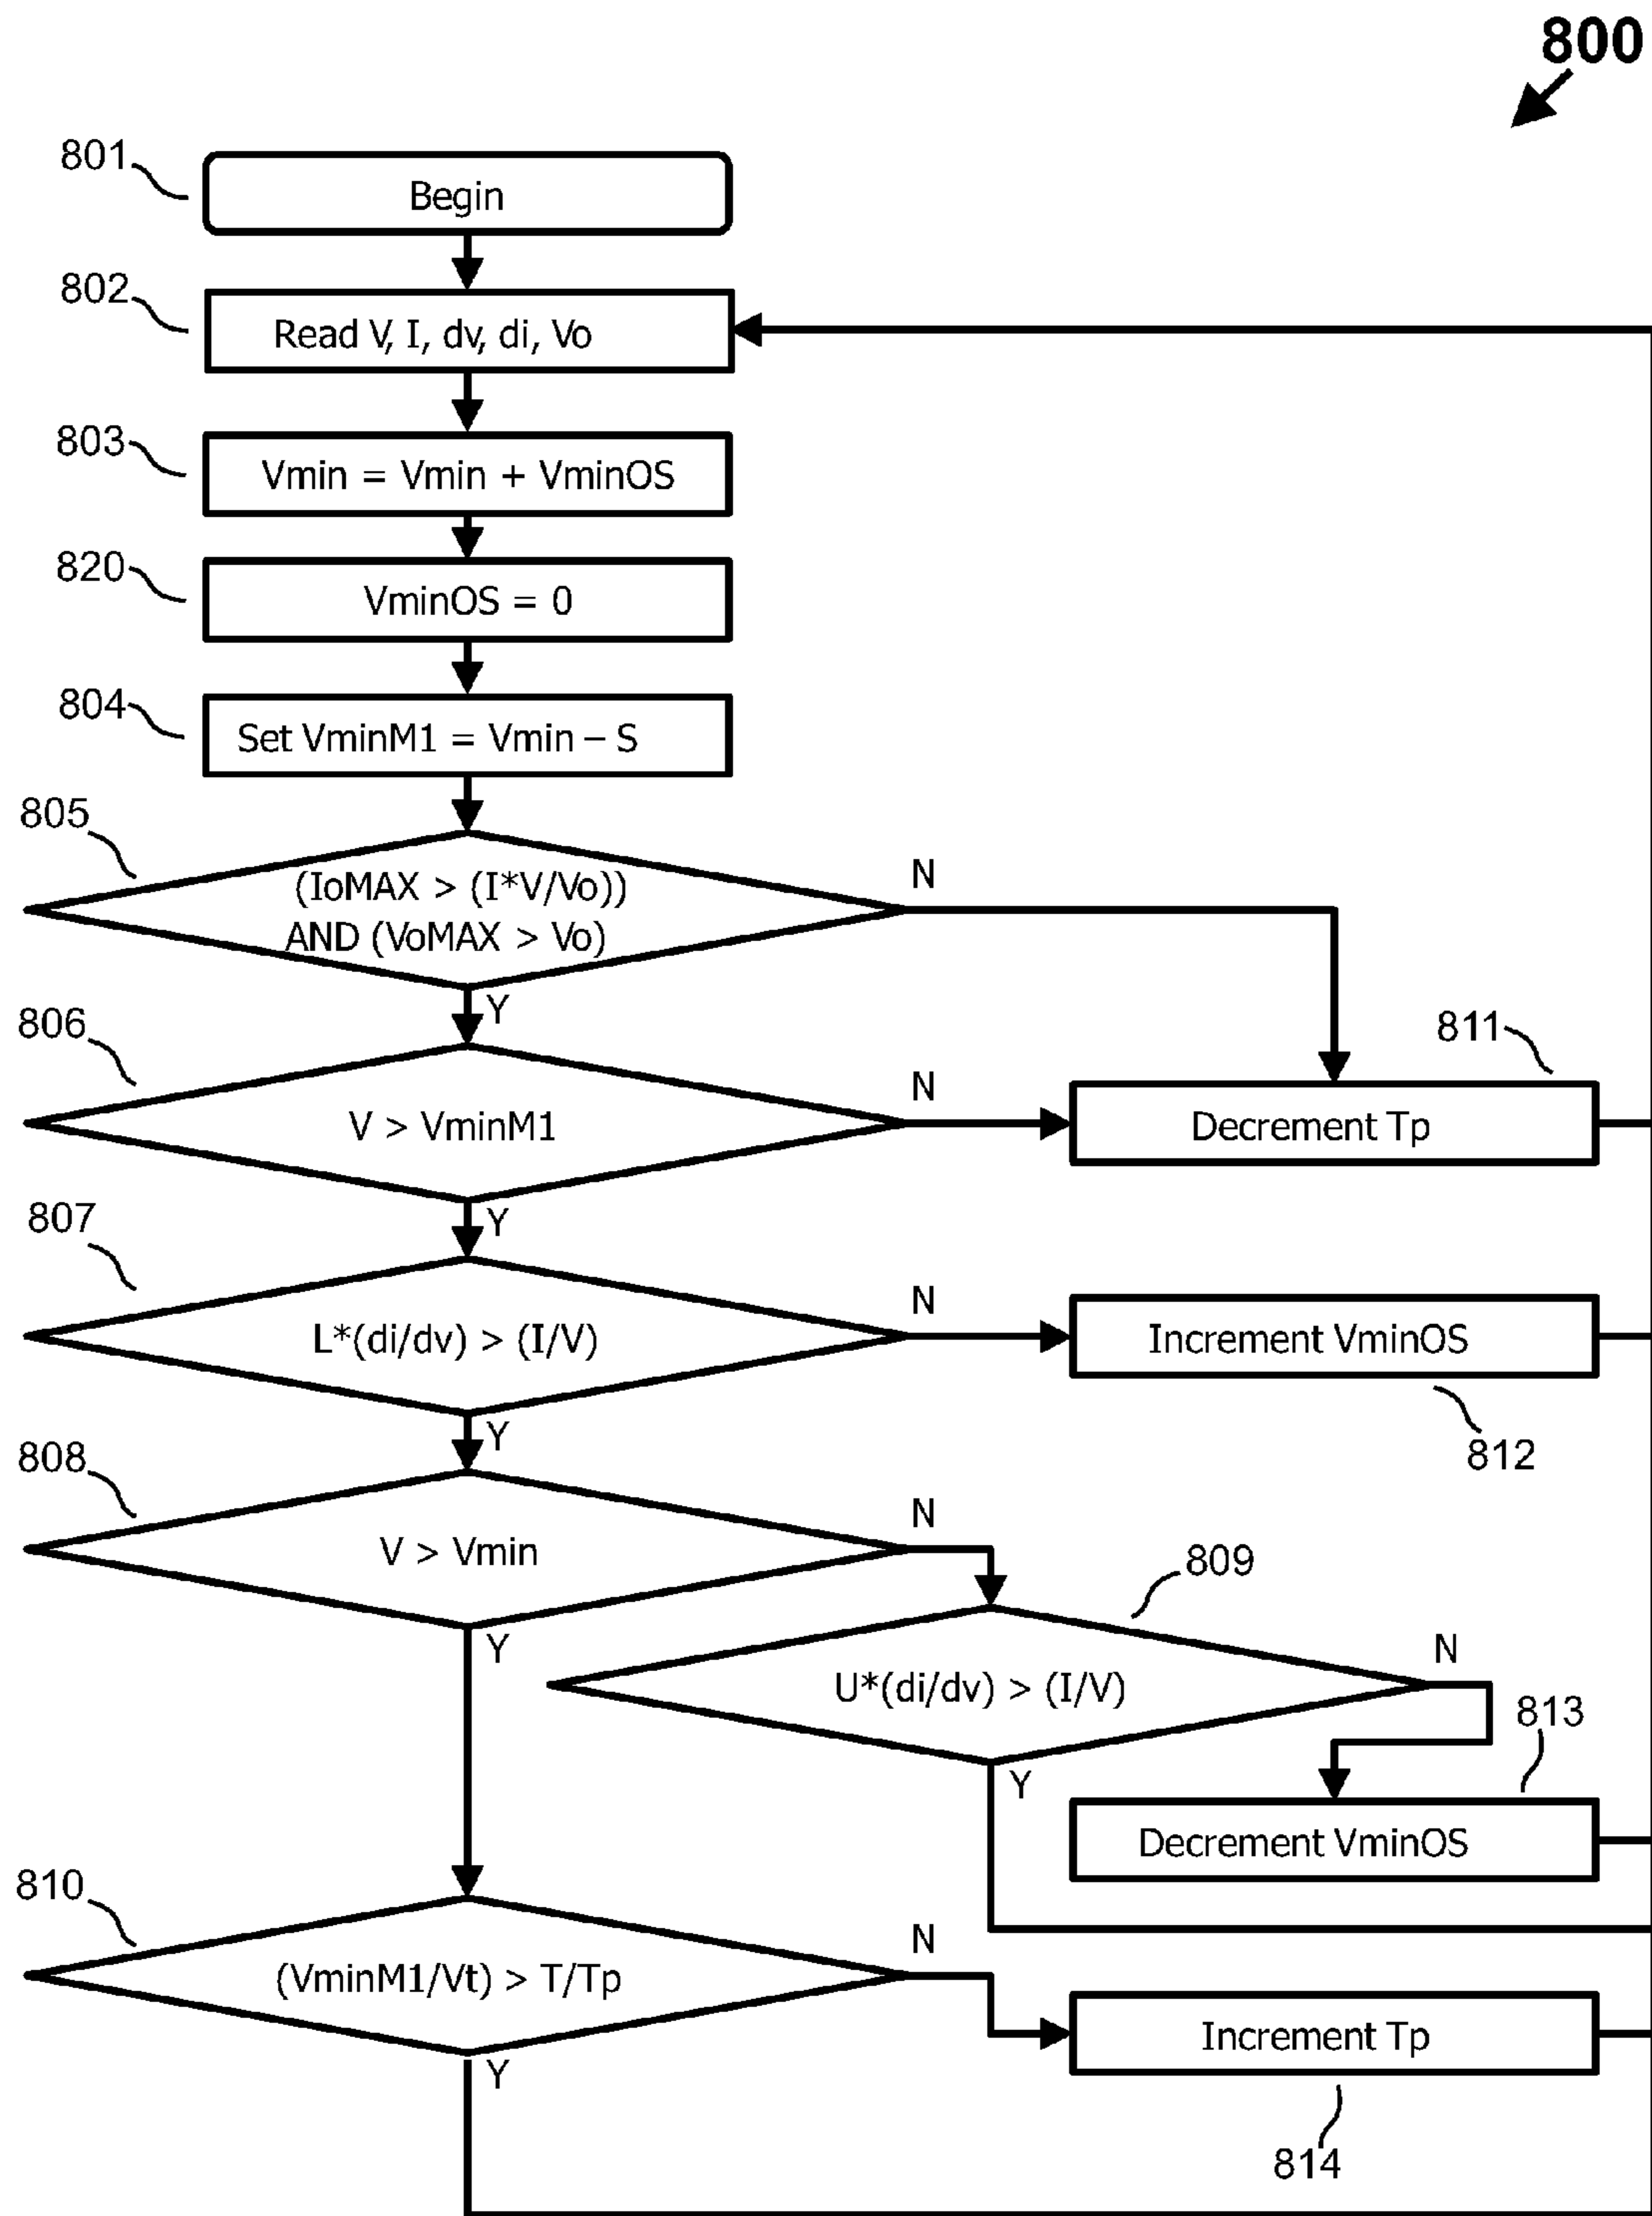 800
801
Begin
802
Read V, I, dv, di, Vo
803
Vmin = Vmin + VminOS
820
VminOS = 0
804
Set VminM1 = Vmin – S
805
(IoMAX > (I*V/Vo))
AND (VoMAX > Vo)
N
Y
806
V > VminM1
N
811
Decrement Tp
Y
807
L*(di/dv) > (I/V)
N
Increment VminOS
812
Y
808
V > Vmin
N
Y
809
U*(di/dv) > (I/V)
N
Y
813
Decrement VminOS
810
(VminM1/Vt) > T/Tp
N
Y
Increment Tp
814